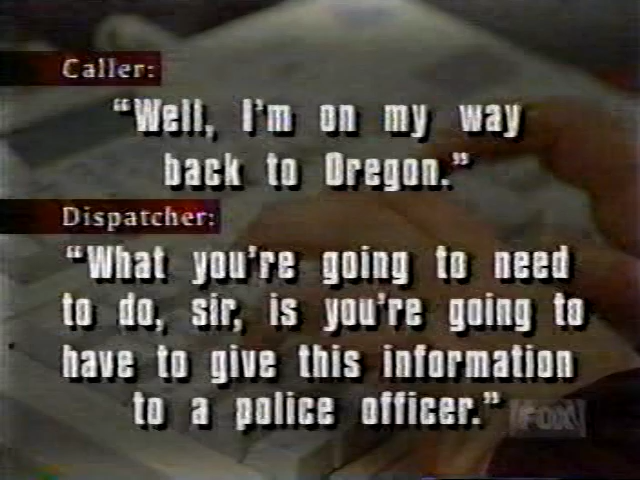 Caller:
"Well, I'm on my way
back to Oregon."
Dispatcher:
"What you're going to need
to do, sir, is you're going to
have to give this information
to a police officer."
FOX